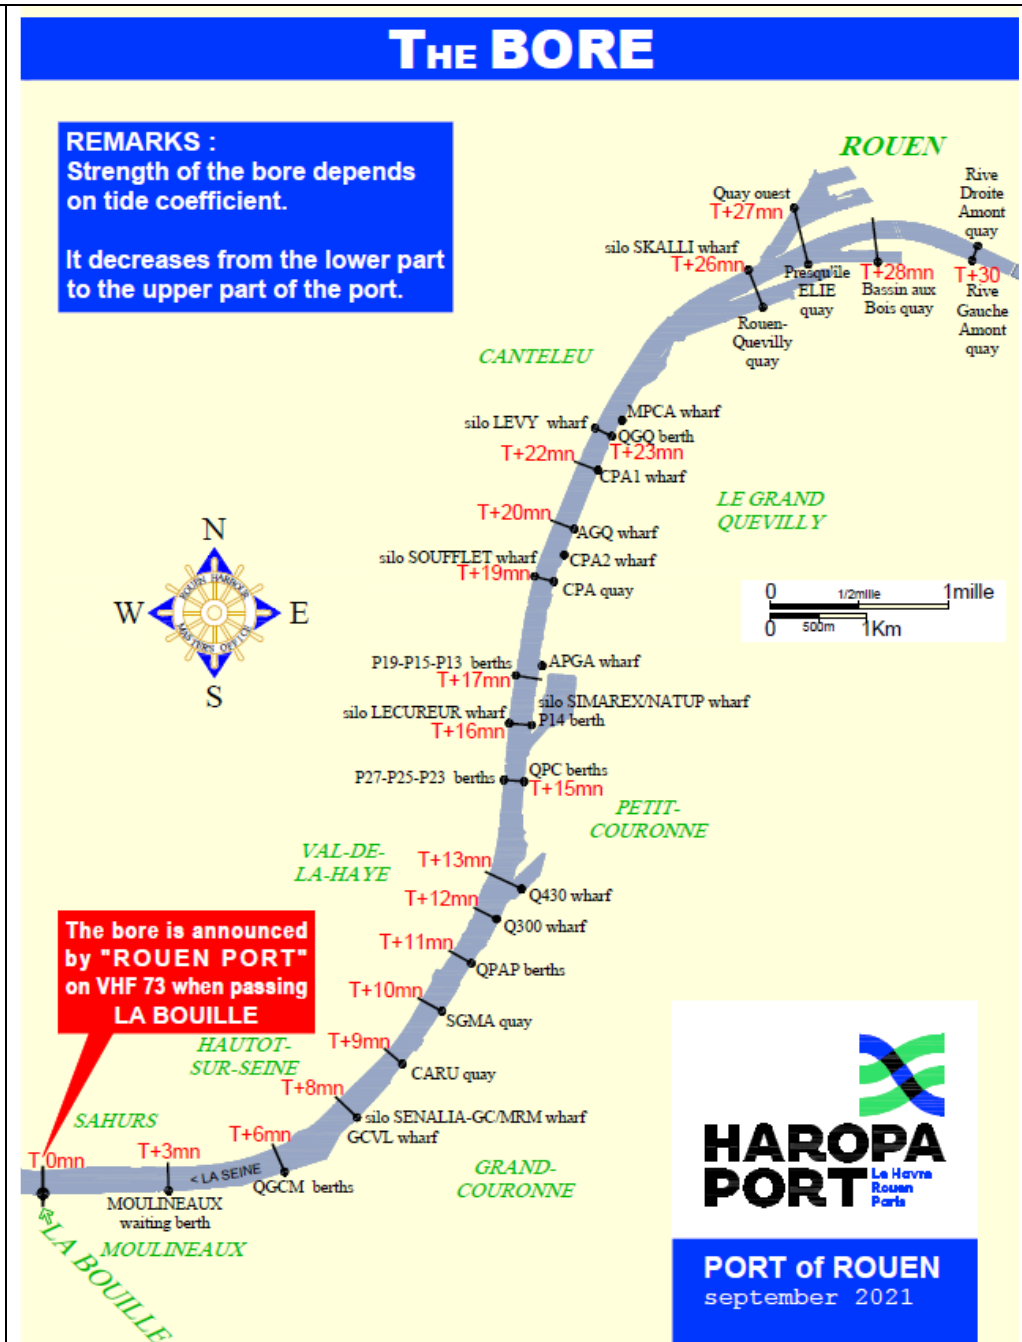 THE BORE
REMARKS :
Strength of the bore depends
on tide coefficient.
It decreases from the lower part
to the upper part of the port.
ROUEN
Rive
Droite
Amont
quay
Quay ouest
T+27mn
silo SKALLI wharf
T+26mn
Presqu'île
ELIE
quay
T+28mn
Bassin aux
Bois quay
T+30
Rive
Gauche
Amont
quay
Rouen-
Quevilly
quay
CANTELEU
MPCA wharf
silo LEVY wharf
QGQ berth
T+23mn
T+22mn
CPA1 wharf
LE GRAND
QUEVILLY
T+20mn
AGQ wharf
silo SOUFFLET wharf
CPA2 wharf
T+19mn
CPA quay
N
W
E
S
ROUEN HARBOUR
MASTER'S OFFICE
0
1/2mille
1mille
0
500m
1Km
P19-P15-P13 berths
APGA wharf
T+17mn
silo SIMAREX/NATUP wharf
silo LECUREUR wharf
P14 berth
T+16mn
P27-P25-P23 berths
QPC berths
T+15mn
PETIT-
COURONNE
VAL-DE-
LA-HAYE
T+13mn
Q430 wharf
T+12mn
Q300 wharf
T+11mn
QPAP berths
T+10mn
SGMA quay
The bore is announced
by "ROUEN PORT"
on VHF 73 when passing
LA BOUILLE
HAUTOT-
SUR-SEINE
T+9mn
CARU quay
T+8mn
silo SENALIA-GC/MRM wharf
GCVL wharf
SAHURS
T+6mn
T 0mn
T+3mn
< LA SEINE
QGCM berths
GRAND-
COURONNE
MOULINEAUX
waiting berth
MOULINEAUX
LA BOUILLE
HAROPA
PORT
Le Havre
Rouen
Paris
PORT of ROUEN
september 2021